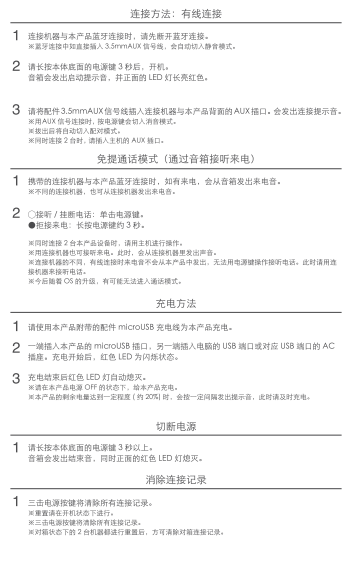 连接方法：有线连接
1 连接机器与本产品蓝牙连接时，请先断开蓝牙连接。
※蓝牙连接中如直接插入 3.5mmAUX 信号线，会自动切入静音模式。
2 请长按本体底面的电源键 3 秒后，开机。
音箱会发出启动提示音，并正面的 LED 灯长亮红色。
3 请将配件 3.5mmAUX 信号线插入连接机器与本产品背面的 AUX 插口。会发出连接提示音。
※用AUX 信号连接时，按电源键会切入消音模式。
※拔出后将自动切入配对模式。
※同时连接 2 台时，请插入主机的 AUX 插口。
免提通话模式（通过音箱接听来电）
1 携带的连接机器与本产品蓝牙连接时，如有来电，会从音箱发出来电音。
※不同的连接机器，也可从连接机器发出来电音。
2 ○接听 / 挂断电话：单击电源键。
●拒接来电：长按电源键约 3 秒。
※同时连接 2 台本产品设备时，请用主机进行操作。
※用连接机器也可接听来电。此时，会从连接机器里发出声音。
※连接机器的不同，有线连接时来电音不会从本产品中发出，无法用电源键操作接听电话。此时请用连
接机器来接听电话。
※今后随着 OS 的升级，有可能无法进入通话模式。
充电方法
1 请使用本产品附带的配件 microUSB 充电线为本产品充电。
2 一端插入本产品的 microUSB 插口，另一端插入电脑的 USB 端口或对应 USB 端口的 AC
插座。充电开始后，红色 LED 为闪烁状态。
3 充电结束后红色 LED 灯自动熄灭。
※请在本产品电源 OFF 的状态下，给本产品充电。
※本产品的剩余电量达到一定程度（ 约 20%）时，会按一定间隔发出提示音，此时请及时充电。
切断电源
1 请长按本体底面的电源键 3 秒以上。
音箱会发出结束音，同时正面的红色 LED 灯熄灭。
消除连接记录
1 三击电源按键将清除所有连接记录。
※重置请在开机状态下进行。
※三击电源按键将清除所有连接记录。
※对箱状态下的 2 台机器都进行重置后，方可清除对箱连接记录。